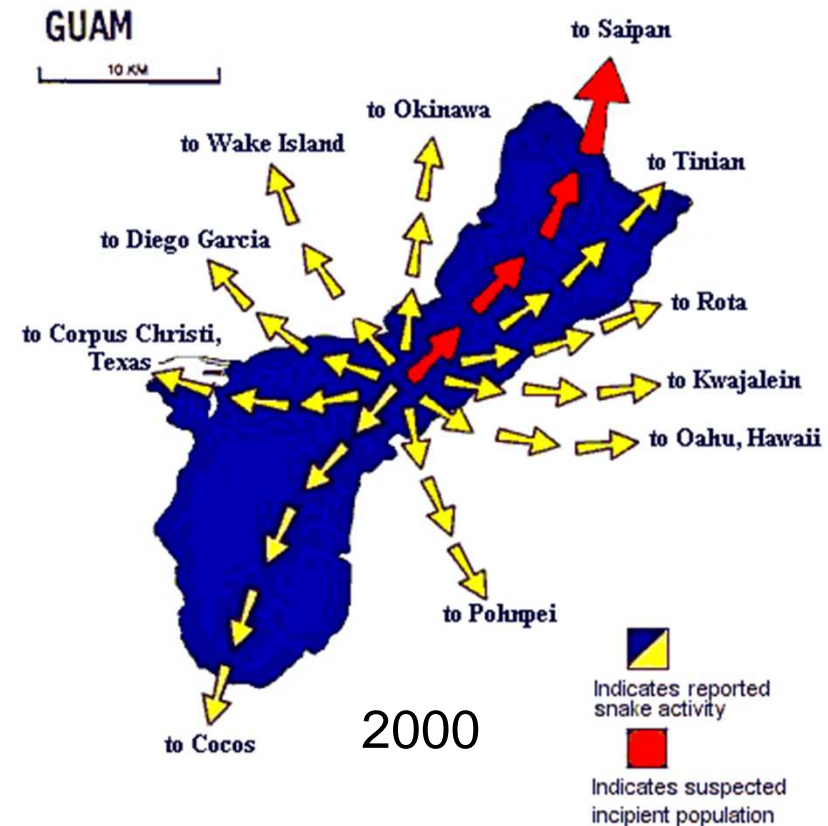 GUAM
10 KM
to Saipan
to Okinawa
to Wake Island
to Tinian
to Diego Garcia
to Rota
to Corpus Christi,
Texas
to Kwajalein
to Oahu, Hawaii
to Pohnpei
Indicates reported
snake activity
2000
to Cocos
Indicates suspected
incipient population